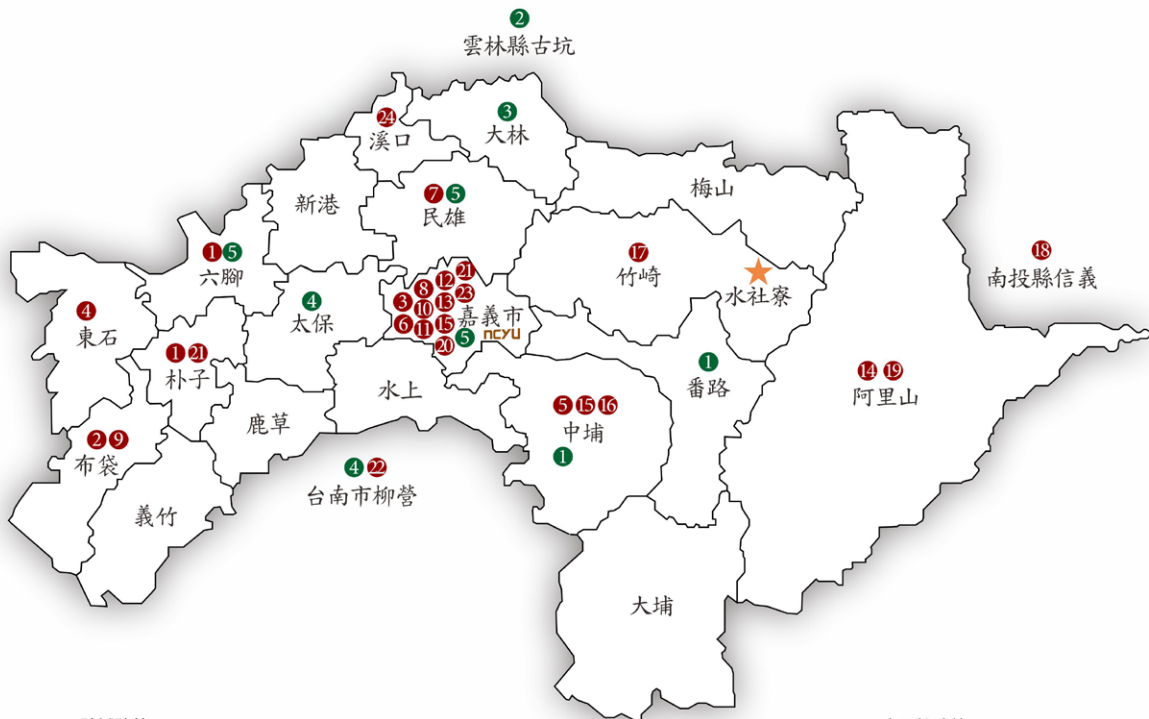 2
雲林縣古坑
24
溪口
3
大林
梅山
新港
7 5
民雄
1 5
六腳
17
竹崎
水社寮
18
南投縣信義
4
東石
4
太保
21
12
8
23
3
13
10
6
11
15
20
5
嘉義市
ncyu
1 21
朴子
水上
1
番路
14 19
阿里山
鹿草
5 15 16
中埔
1
2 9
布袋
4 22
台南市柳營
義竹
大埔